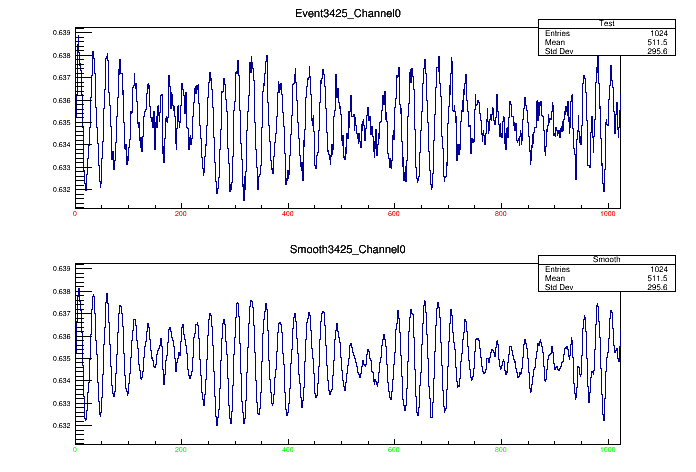 Event3425_Channel0
Test
Entries 1024
Mean 511.5
Std Dev 295.6
0.639
0.638
0.637
0.636
0.635
0.634
0.633
0.632
0 200 400 600 800 1000
Smooth3425_Channel0
Smooth
Entries 1024
Mean 511.5
Std Dev 295.6
0.639
0.638
0.637
0.636
0.635
0.634
0.633
0.632
0 200 400 600 800 1000